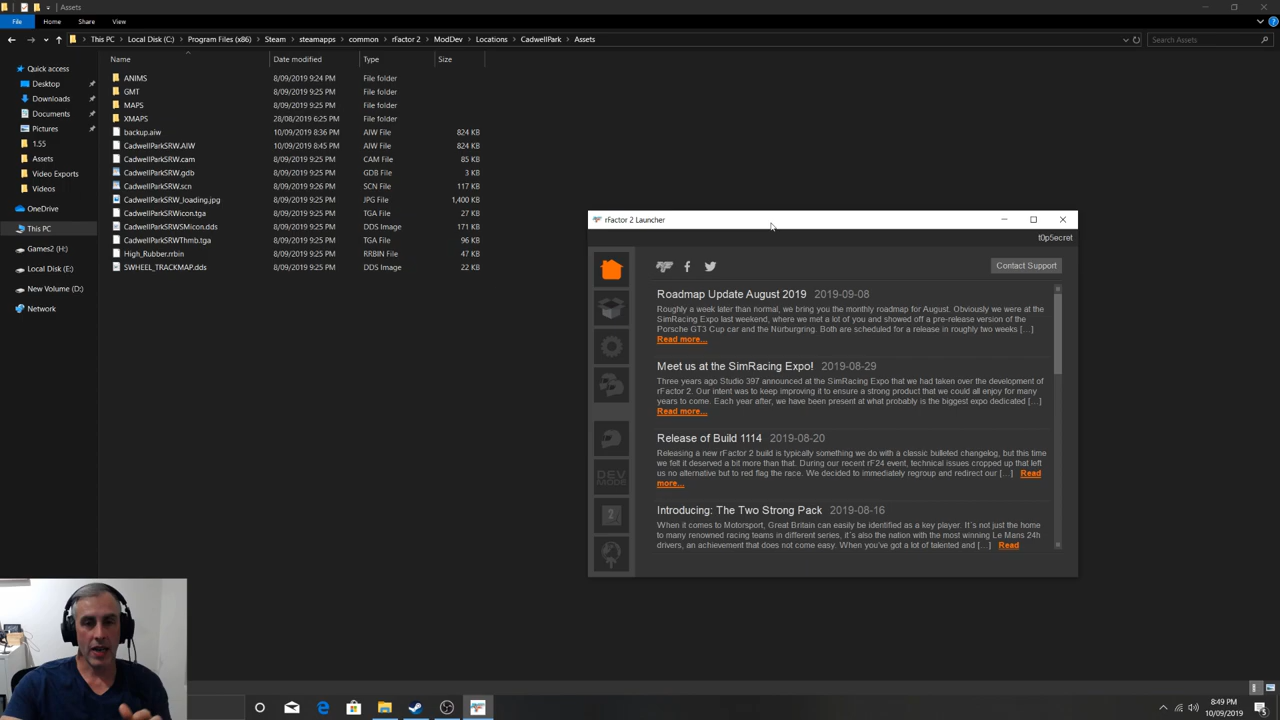 Assets
File
Home
Share
View
This PC
Local Disk (C:)
Program Files (x86)
Steam
steamapps
common
rFactor 2
ModDev
Locations
CadwellPark
Assets
Search Assets
Quick access
Desktop
Downloads
Documents
Pictures
1.55
Assets
Video Exports
Videos
OneDrive
This PC
Games2 (H:)
Local Disk (E:)
New Volume (D:)
Network
Name Date modified Type Size
ANIMS 8/09/2019 9:24 PM File folder
GMT 8/09/2019 9:25 PM File folder
MAPS 8/09/2019 9:25 PM File folder
XMAPS 28/08/2019 6:25 PM File folder
backup.aiw 10/09/2019 8:36 PM AIW File 824 KB
CadwellParkSRW.AIW 10/09/2019 8:45 PM AIW File 824 KB
CadwellParkSRW.cam 8/09/2019 9:25 PM CAM File 85 KB
CadwellParkSRW.gdb 8/09/2019 9:25 PM GDB File 3 KB
CadwellParkSRW.scn 8/09/2019 9:26 PM SCN File 117 KB
CadwellParkSRW_loading.jpg 8/09/2019 9:25 PM JPG File 1,400 KB
CadwellParkSRWicon.tga 8/09/2019 9:25 PM TGA File 27 KB
CadwellParkSRWSMicon.dds 8/09/2019 9:25 PM DDS Image 171 KB
CadwellParkSRWThmb.tga 8/09/2019 9:25 PM TGA File 96 KB
High_Rubber.rrbin 8/09/2019 9:25 PM RRBIN File 47 KB
SWHEEL_TRACKMAP.dds 8/09/2019 9:25 PM DDS Image 22 KB
rFactor 2 Launcher
t0p5ecret
Contact Support
Roadmap Update August 2019 2019-09-08
Roughly a week later than normal, we bring you the monthly roadmap for August. Obviously we were at the
SimRacing Expo last weekend, where we met a lot of you and showed off a pre-release version of the
Porsche GT3 Cup car and the Nurburgring. Both are scheduled for a release in roughly two weeks […]
Read more...
Meet us at the SimRacing Expo! 2019-08-29
Three years ago Studio 397 announced at the SimRacing Expo that we had taken over the development of
rFactor 2. Our intent was to keep improving it to ensure a strong product that we could all enjoy for many
years to come. Each year after, we have been present at what probably is the biggest expo dedicated […]
Read more...
Release of Build 1114 2019-08-20
Releasing a new rFactor 2 build is typically something we do with a classic bulleted changelog, but this time
we felt it deserved a bit more than that. During our recent rF24 event, technical issues cropped up that left
us no alternative but to red flag the race. We decided to immediately regroup and redirect our […] Read
more...
Introducing: The Two Strong Pack 2019-08-16
When it comes to Motorsport, Great Britain can easily be identified as a key player. It´s not just the home
to many renowned racing teams in different series, it´s also the nation with the most winning Le Mans 24h
drivers, an achievement that does not come easy. When you've got a lot of talented and […] Read
DEV
MODE
2
8:49 PM
10/09/2019
5